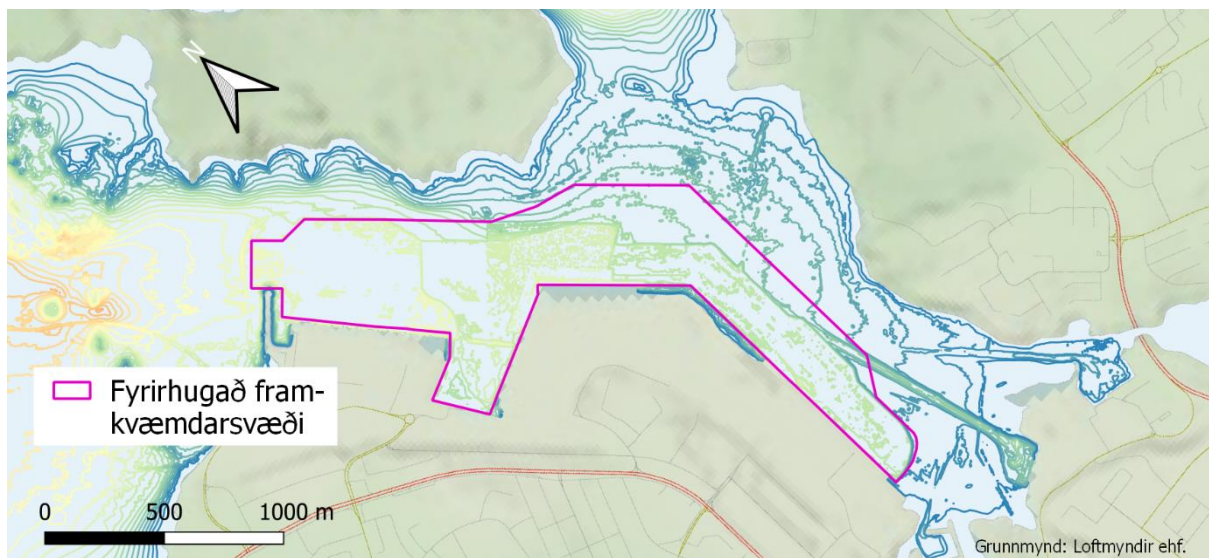 N
Fyrirhugað fram-
kvæmdarsvæði
0 500 1000 m
Grunnmynd: Loftmyndir ehf.